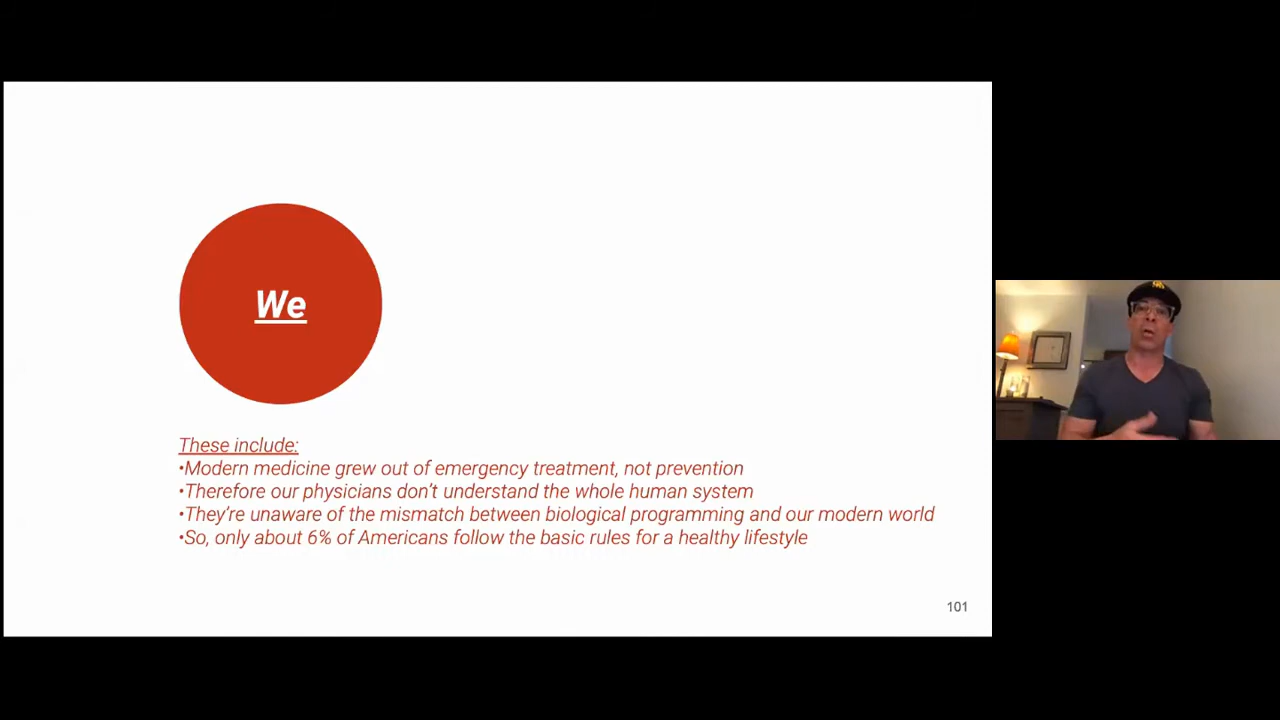 We
These include:
•Modern medicine grew out of emergency treatment, not prevention
•Therefore our physicians don’t understand the whole human system
•They’re unaware of the mismatch between biological programming and our modern world
•So, only about 6% of Americans follow the basic rules for a healthy lifestyle
101